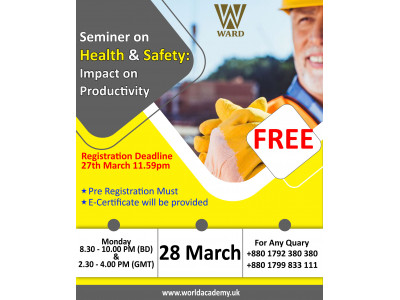 WARD
Seminer on
Health & Safety:
Impact on
Productivity
FREE
Registration Deadline
27th March 11.59pm
★ Pre Registration Must
★ E-Certificate will be provided
Monday
8.30 - 10.00 PM (BD)
&
2.30 - 4.00 PM (GMT)
28 March
For Any Quary
+880 1792 380 380
+880 1799 833 111
www.worldacademy.uk